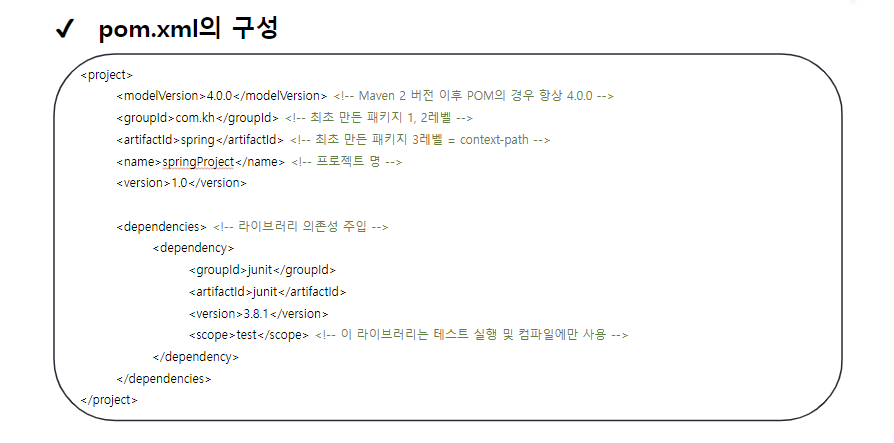 ✓ pom.xml의 구성
<project>
<modelVersion>4.0.0</modelVersion> <!-- Maven 2 버전 이후 POM의 경우 항상 4.0.0 -->
<groupId>com.kh</groupId> <!-- 최초 만든 패키지 1, 2레벨 -->
<artifactId>spring</artifactId> <!-- 최초 만든 패키지 3레벨 = context-path -->
<name>springProject</name> <!-- 프로젝트 명 -->
<version>1.0</version>
<dependencies> <!-- 라이브러리 의존성 주입 -->
<dependency>
<groupId>junit</groupId>
<artifactId>junit</artifactId>
<version>3.8.1</version>
<scope>test</scope> <!-- 이 라이브러리는 테스트 실행 및 컴파일에만 사용 -->
</dependency>
</dependencies>
</project>